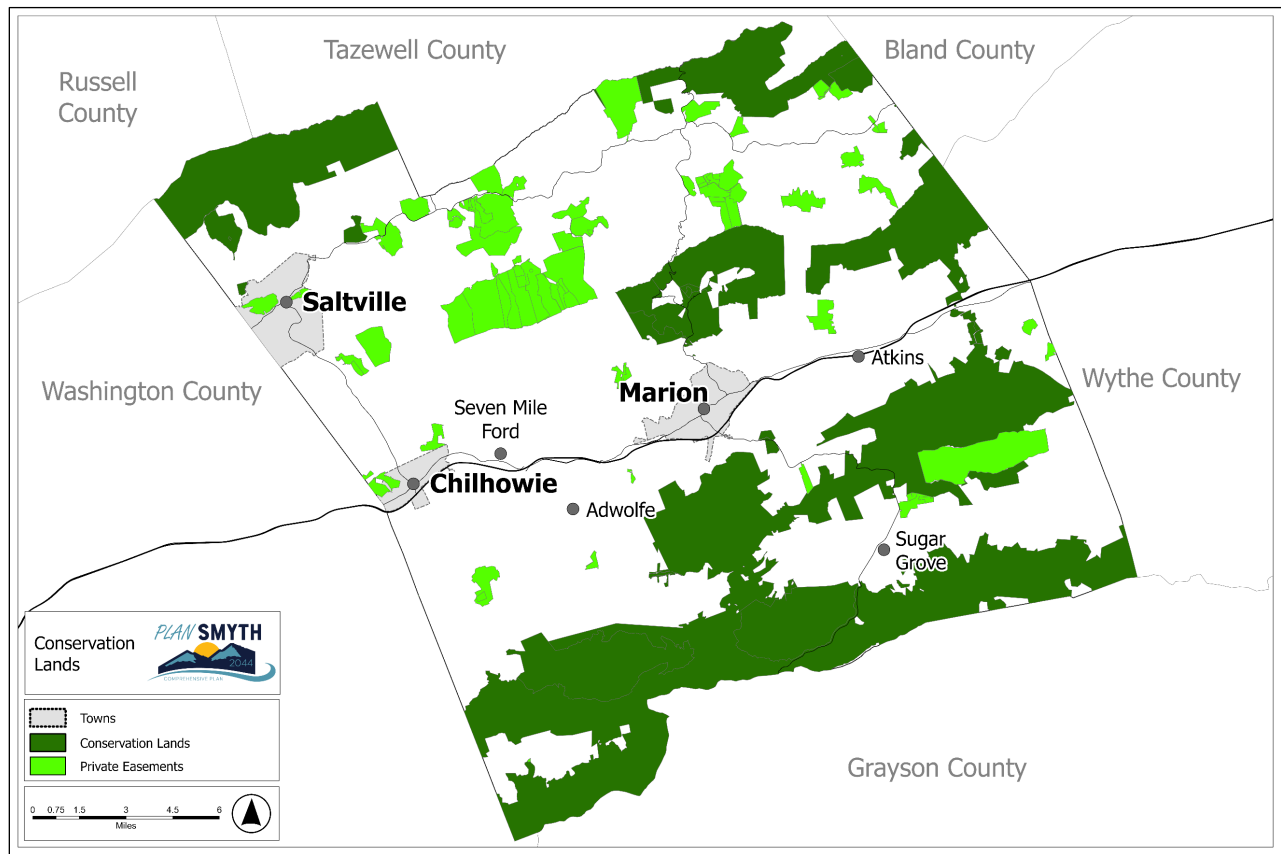 Tazewell County
Bland County
Russell
County
Saltville
Washington County
Atkins
Wythe County
Marion
Seven Mile
Ford
Chilhowie
Adwolfe
Sugar
Grove
Grayson County
Conservation
Lands
PLAN SMYTH
2044
COMPREHENSIVE PLAN
Towns
Conservation Lands
Private Easements
0 0.75 1.5 3 4.5 6
Miles